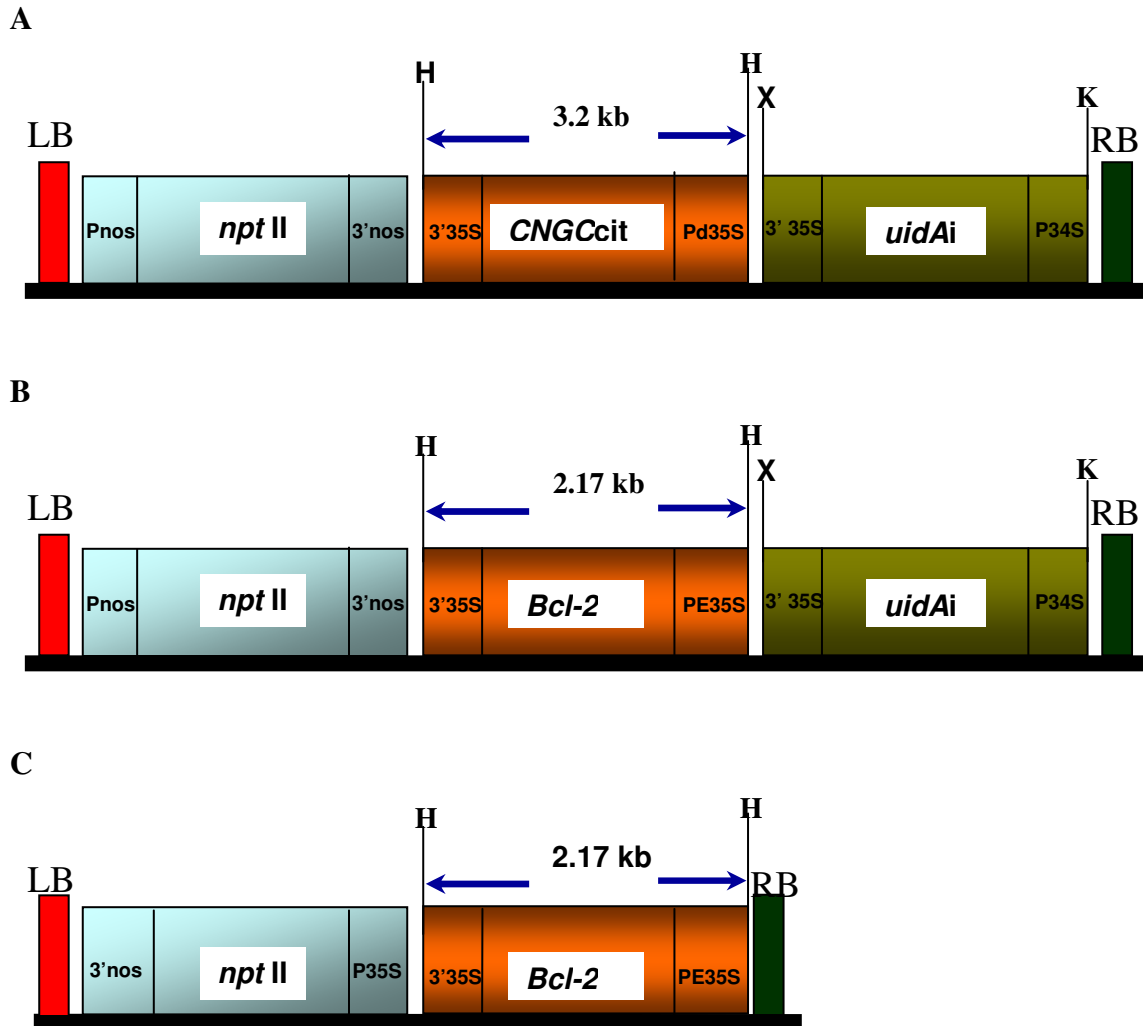 A
H H
X K
3.2 kb
LB RB
Pnos npt II 3'nos 3'35S CNGCcit Pd35S 3' 35S uidAi P34S
B
H H
X K
2.17 kb
LB RB
Pnos npt II 3'nos 3'35S Bcl-2 PE35S 3' 35S uidAi P34S
C
H H
2.17 kb
LB RB
3'nos npt II P35S 3'35S Bcl-2 PE35S